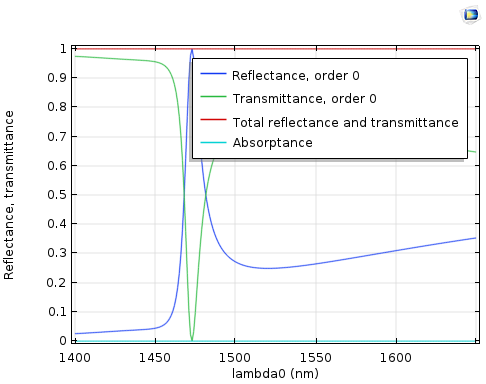 1
0.9
0.8
0.7
0.6
0.5
0.4
0.3
0.2
0.1
0
Reflectance, transmittance
Reflectance, order 0
Transmittance, order 0
Total reflectance and transmittance
Absorptance
1400 1450 1500 1550 1600
lambda0 (nm)